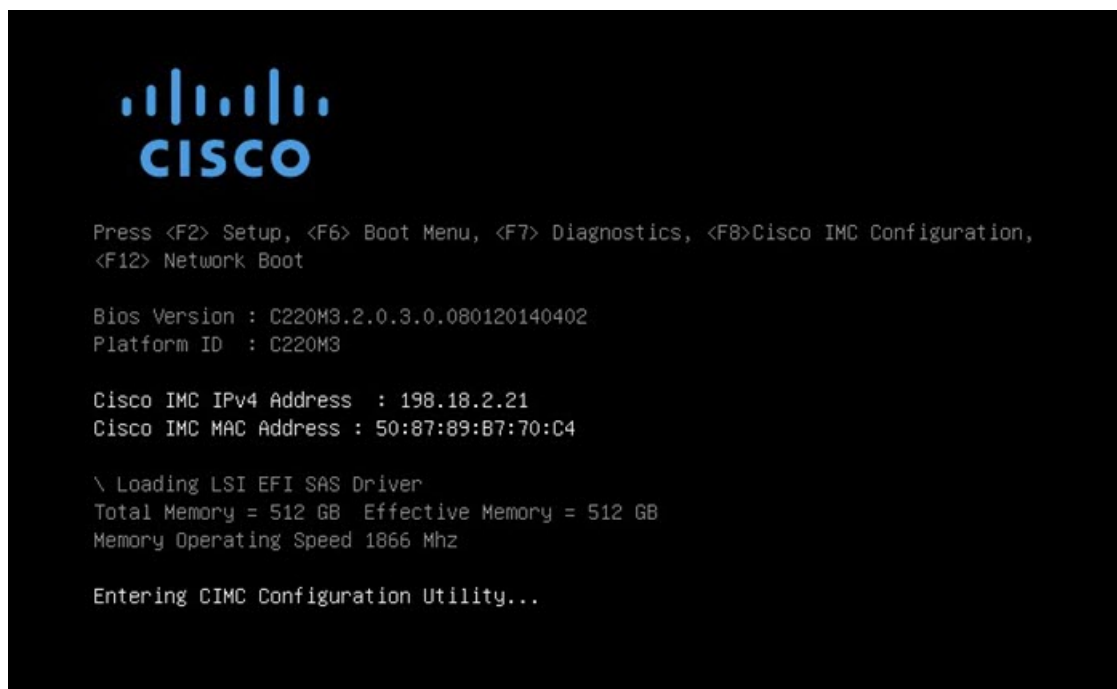 CISCO
Press <F2> Setup, <F6> Boot Menu, <F7> Diagnostics, <F8>Cisco IMC Configuration,
<F12> Network Boot
Bios Version : C220M3.2.0.3.0.080120140402
Platform ID  : C220M3
Cisco IMC IPv4 Address  : 198.18.2.21
Cisco IMC MAC Address : 50:87:89:B7:70:C4
\ Loading LSI EFI SAS Driver
Total Memory = 512 GB  Effective Memory = 512 GB
Memory Operating Speed 1866 Mhz
Entering CIMC Configuration Utility...